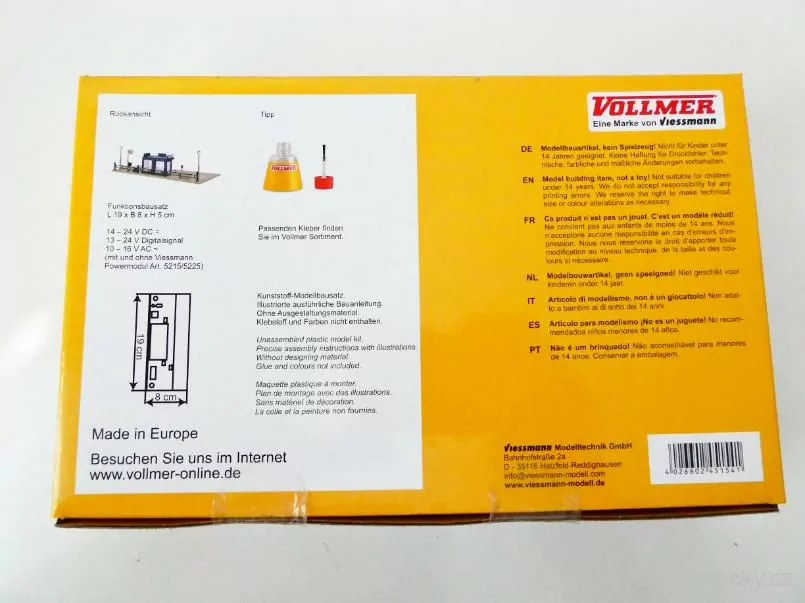 Rückansicht
Tipp
VOLLMER
Funktionsbausatz
L 19 x B 8 x H 5 cm
14 – 24 V DC =
13 – 24 V Digitalsignal
10 – 16 V AC ~
(mit und ohne Viessmann
Powermodul Art. 5215/5225)
Passenden Kleber finden
Sie im Vollmer Sortiment.
19 cm
8 cm
Kunststoff-Modellbausatz.
Illustrierte ausführliche Bauanleitung.
Ohne Ausgestaltungsmaterial.
Klebstoff und Farben nicht enthalten.
Unassembled plastic model kit.
Precise assembly instructions with illustrations.
Without designing material.
Glue and colours not included.
Maquette plastique à monter.
Plan de montage avec des illustrations.
Sans matériel de décoration.
La colle et la peinture non fournies.
Made in Europe
Besuchen Sie uns im Internet
www.vollmer-online.de
VOLLMER
Eine Marke von Viessmann
DE Modellbauartikel, kein Spielzeug! Nicht für Kinder unter
14 Jahren geeignet. Keine Haftung für Druckfehler. Tech-
nische, farbliche und maßliche Änderungen vorbehalten.
EN Model building item, not a toy! Not suitable for children
under 14 years. We do not accept responsibility for any
printing errors. We reserve the right to make technical,
size or colour alterations as necessary.
FR Ce produit n'est pas un jouet. C'est un modèle réduit!
Ne convient pas aux enfants de moins de 14 ans. Nous
n'acceptons aucune responsabilité en cas d'erreurs d'im-
pression. Nous nous réservons le droit d'apporter toute
modification au niveau technique, de la taille et des cou-
leurs si nécessaire.
NL Modelbouwartikel, geen speelgoed! Niet geschikt voor
kinderen onder 14 jaar.
IT Articolo di modellismo, non è un giocattolo! Non adat-
to a bambini al di sotto dei 14 anni.
ES Artículo para modelismo ¡No es un juguete! No recom-
mendadoe niños menores de 14 años.
PT Não é um brinquedo! Não aconselhável para menores
de 14 anos. Conservar a embalagem.
Viessmann Modelltechnik GmbH
Bahnhofstraße 2a
D - 35116 Hatzfeld-Reddighausen
info@viessmann-modell.com
www.viessmann-modell.de
4 026602 451541